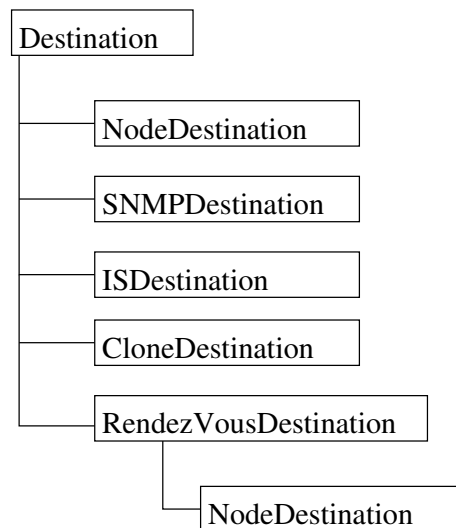 Destination
NodeDestination
SNMPDestination
ISDestination
CloneDestination
RendezVousDestination
NodeDestination